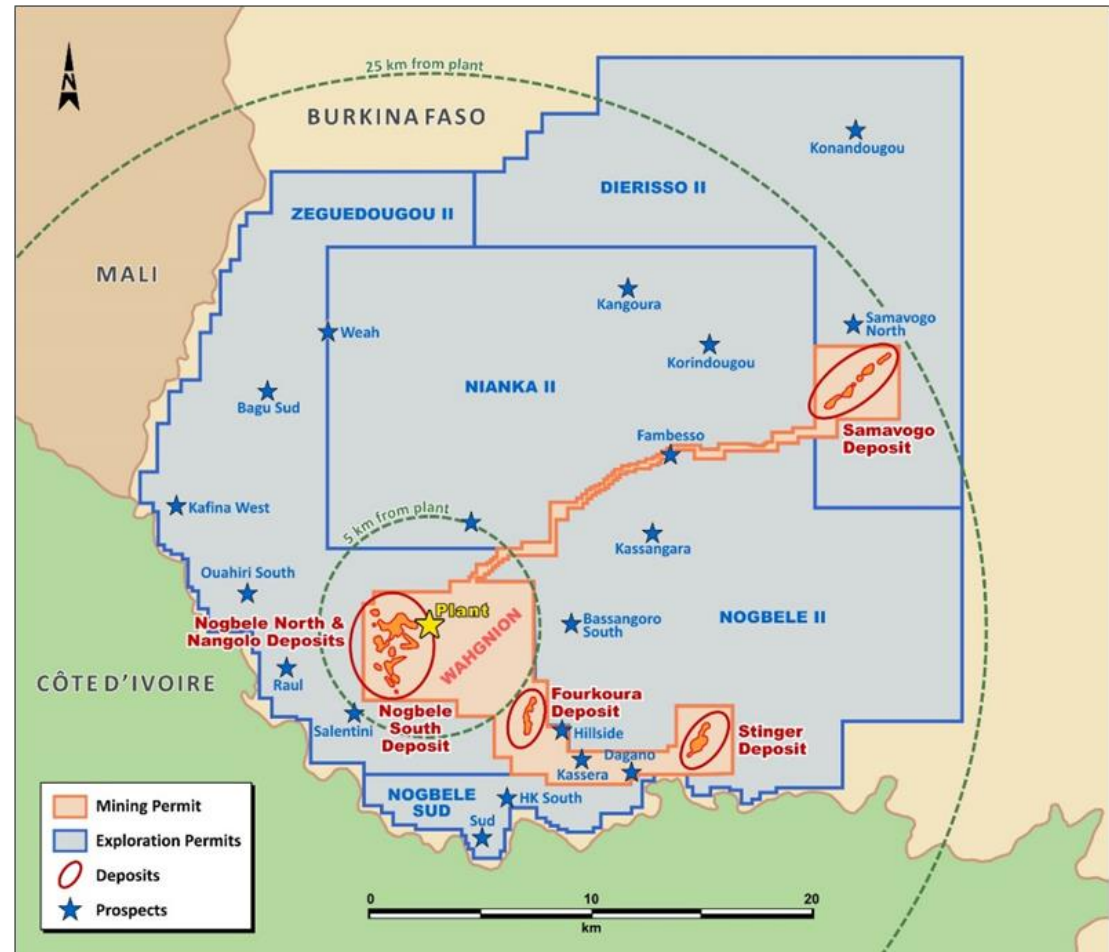 N
25 km from plant
BURKINA FASO
Konandougou
DIERISSO II
ZEGUEDOUGOU II
MALI
Kangoura
Samavogo
North
Weah
Korindougou
NIANKA II
Bagu Sud
Samavogo
Deposit
Fambesso
Kafina West
5 km from plant
Kassangara
Ouahiri South
Plant
Nogbele North &
Nangolo Deposits
WAHGNION
Bassangoro
South
NOGBELE II
CÔTE D'IVOIRE
Raul
Fourkoura
Deposit
Salentini
Nogbele
South
Deposit
Hillside
Stinger
Deposit
Dagano
Kassera
NOGBELE
SUD
HK South
Sud
Mining Permit
Exploration Permits
Deposits
Prospects
0 10 20
km